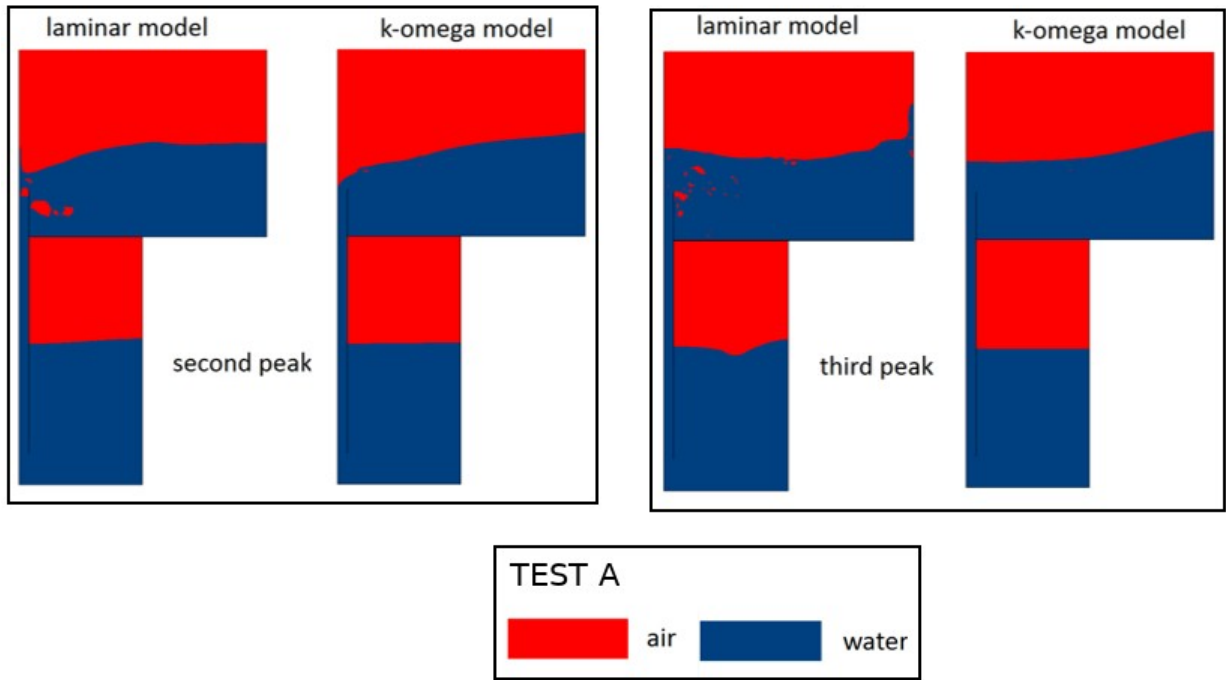 laminar model
k-omega model
second peak
laminar model
k-omega model
third peak
TEST A
air
water